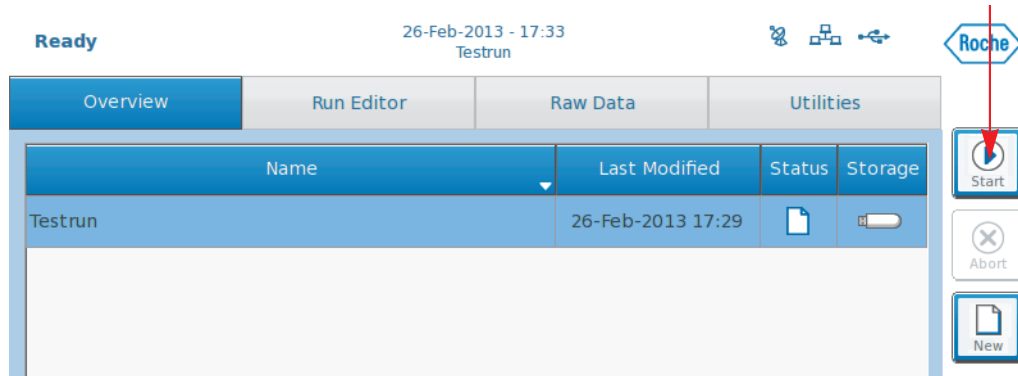 Ready
26-Feb-2013 - 17:33
Testrun
Roche
Overview
Run Editor
Raw Data
Utilities
Name
Last Modified
Status
Storage
Testrun
26-Feb-2013 17:29
Start
Abort
New